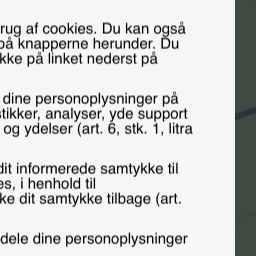 rug af cookies. Du kan også
på knapperne herunder. Du
kke på linket nederst på
dine personoplysninger på
tikker, analyser, yde support
og ydelser (art. 6, stk. 1, litra
dit informerede samtykke til
es, i henhold til
ke dit samtykke tilbage (art.
dele dine personoplysninger